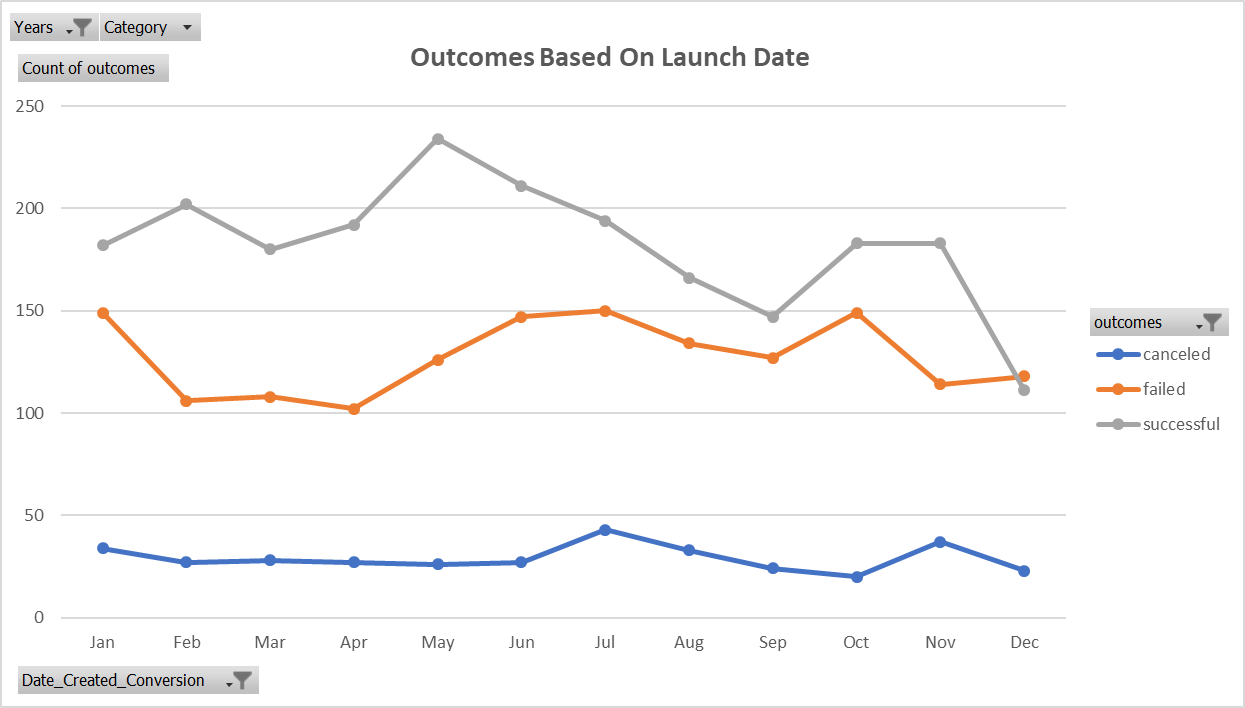 Years Category
Outcomes Based On Launch Date
Count of outcomes
250
200
150
100
50
0
Jan Feb Mar Apr May Jun Jul Aug Sep Oct Nov Dec
outcomes
canceled
failed
successful
Date_Created_Conversion